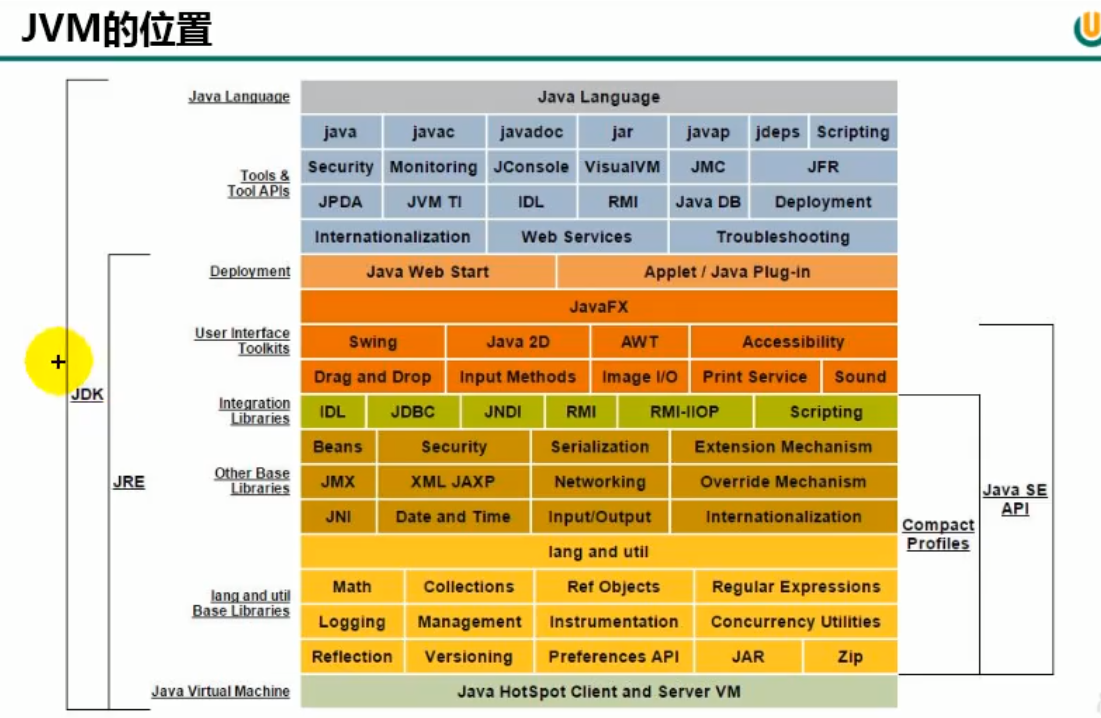 JVM的位置
Java Language
Java Language
java javac javadoc jar javap jdeps Scripting
Tools &
Tool APIs
Security Monitoring JConsole VisualVM JMC JFR
JPDA JVM TI IDL RMI Java DB Deployment
Internationalization Web Services Troubleshooting
Deployment
Java Web Start Applet / Java Plug-in
JavaFX
User Interface
Toolkits
Swing Java 2D AWT Accessibility
Drag and Drop Input Methods Image I/O Print Service Sound
Integration
Libraries
IDL JDBC JNDI RMI RMI-IIOP Scripting
Beans Security Serialization Extension Mechanism
Other Base
Libraries
JMX XML JAXP Networking Override Mechanism
JNI Date and Time Input/Output Internationalization
lang and util
lang and util
Base Libraries
Math Collections Ref Objects Regular Expressions
Logging Management Instrumentation Concurrency Utilities
Reflection Versioning Preferences API JAR Zip
Java Virtual Machine
Java HotSpot Client and Server VM
JDK
JRE
Compact
Profiles
Java SE
API